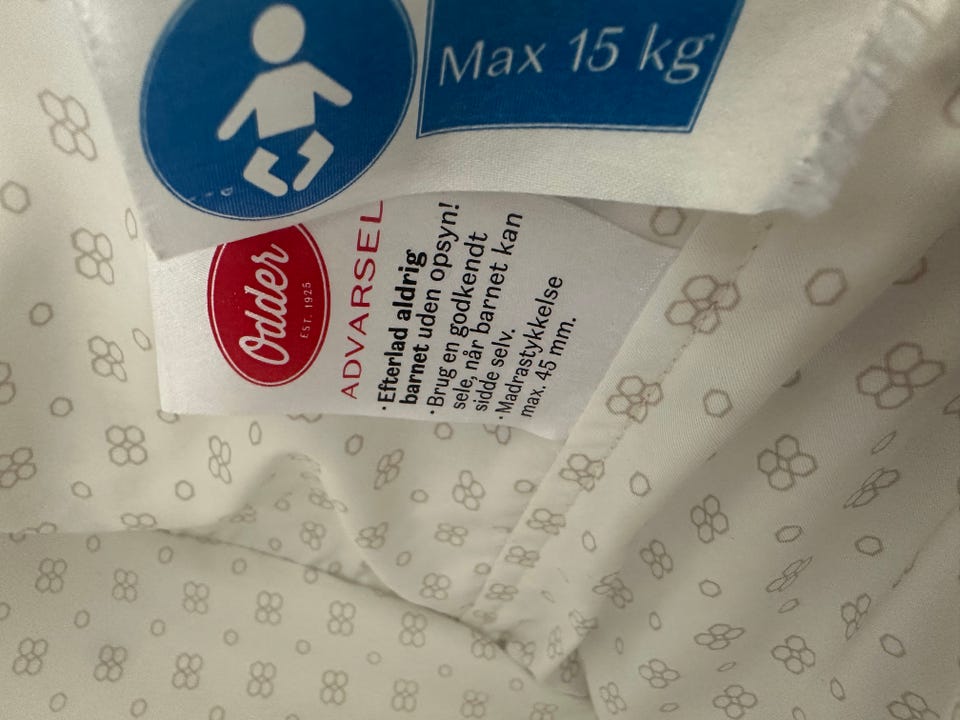 Max 15 kg
Odder
EST. 1925
ADVARSEL
· Efterlad aldrig
barnet uden opsyn!
· Brug en godkendt
sele, når barnet kan
sidde selv.
· Madrastykkelse
max. 45 mm.